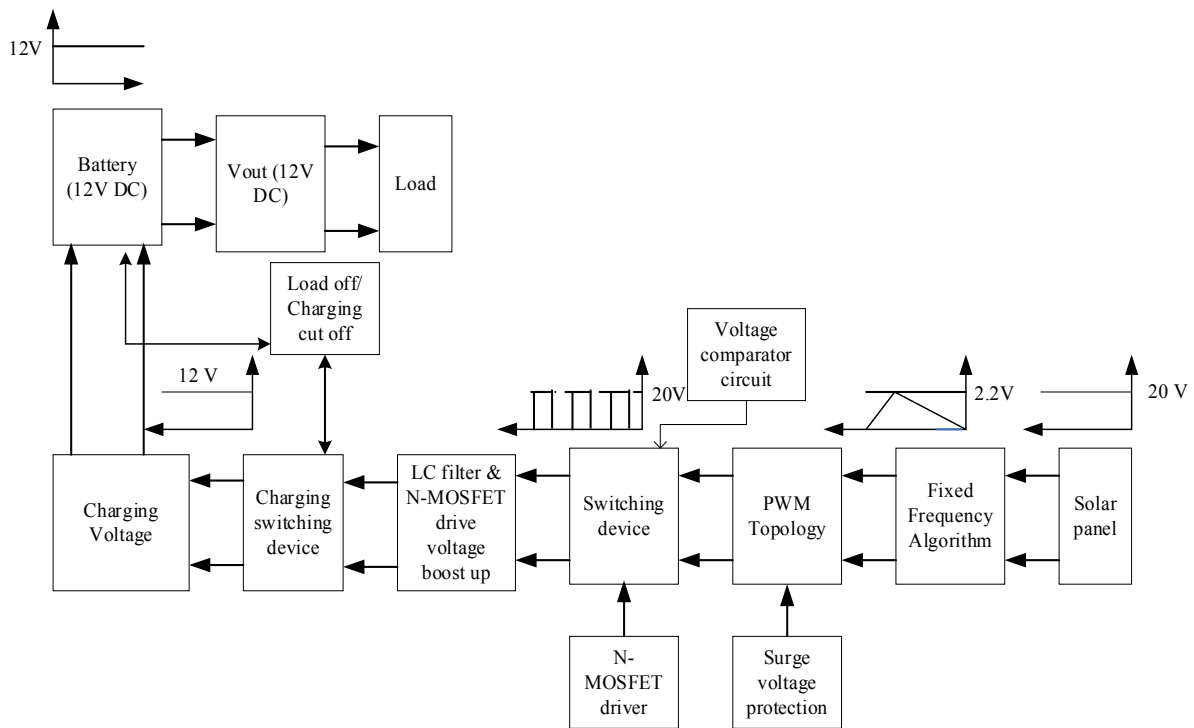 12V
Battery
(12V DC)
Vout (12V
DC)
Load
Load off/
Charging
cut off
12 V
Voltage
comparator
circuit
20V
2.2V
20 V
Charging
Voltage
Charging
switching
device
LC filter &
N-MOSFET
drive
voltage
boost up
Switching
device
PWM
Topology
Fixed
Frequency
Algorithm
Solar
panel
N-
MOSFET
driver
Surge
voltage
protection